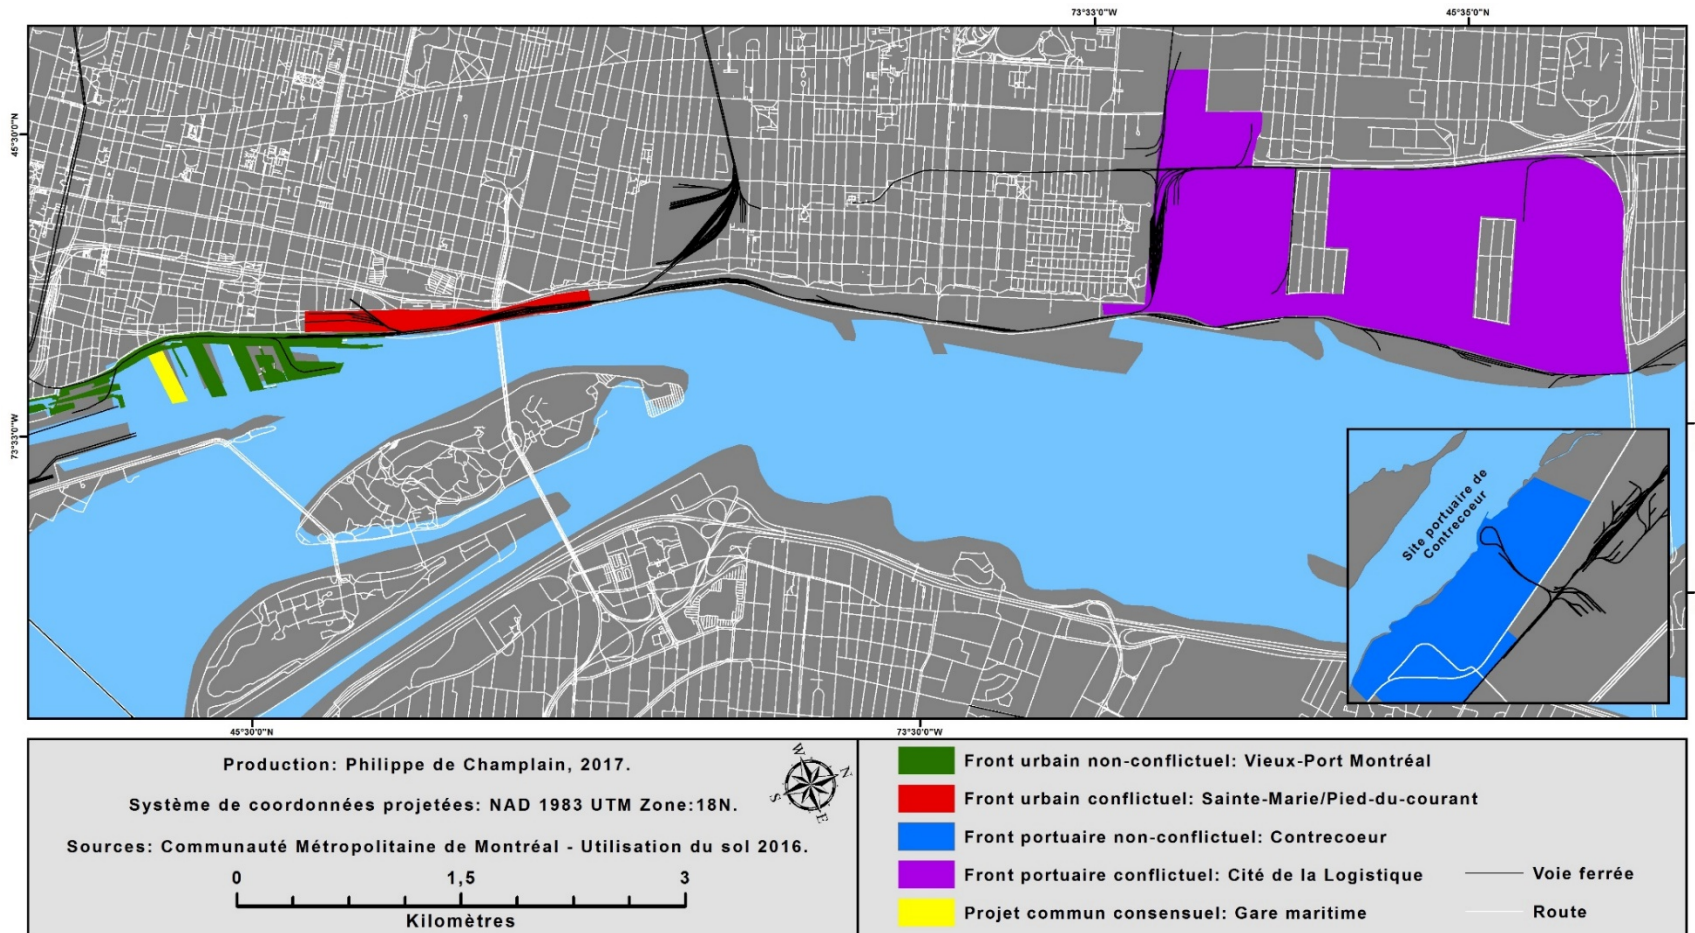 73°33'0"W
45°35'0"N
45°30'0"N
73°33'0"W
Site portuaire de
Contrecoeur
45°30'0"N
73°30'0"W
Production: Philippe de Champlain, 2017.
Système de coordonnées projetées: NAD 1983 UTM Zone:18N.
Sources: Communauté Métropolitaine de Montréal - Utilisation du sol 2016.
W
N
S
E
0
1,5
3
Kilomètres
Front urbain non-conflictuel: Vieux-Port Montréal
Front urbain conflictuel: Sainte-Marie/Pied-du-courant
Front portuaire non-conflictuel: Contrecoeur
Front portuaire conflictuel: Cité de la Logistique
Voie ferrée
Projet commun consensuel: Gare maritime
Route